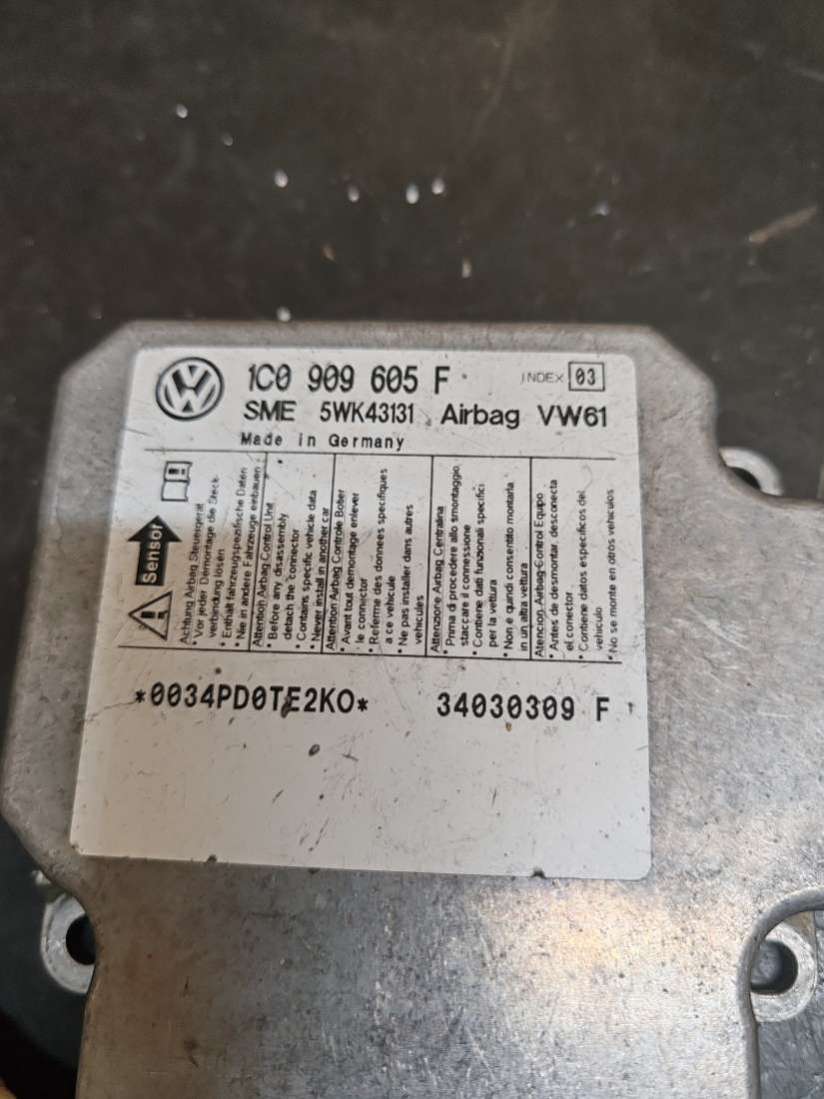 1C0 909 605 F
INDEX 03
SME 5WK43131 Airbag VW61
Made in Germany
Sensor
Achtung Airbag Steuergerät
• Vor jeder Demontage die Steck-
verbindung lösen
• Enthält fahrzeugspezifische Daten
• Nie in andere Fahrzeuge einbauen
Attention Airbag Control Unit
• Before any disassembly
detach the connector
• Contains specific vehicle data
• Never install in another car
Attention Airbag Controle Bober
• Avant tout demontage enlever
le connector
• Referme des donnees specifiques
a ce vehicule
• Ne pas installer dans autres
vehicules
Attenzione Airbag Centralina
• Prima di procedere allo smontaggio
staccare il connessione
• Contiene dati funzionali specifici
per la vettura
• Non e quindi consentito montarla
in un altra vettura
Atencion, Airbag-Control Equipo
• Antes de desmontar, desconecta
el conector
• Contiene datos especificos del
vehiculo
• No se monte en otros vehiculos
*0034PD0TE2KO* 34030309 F